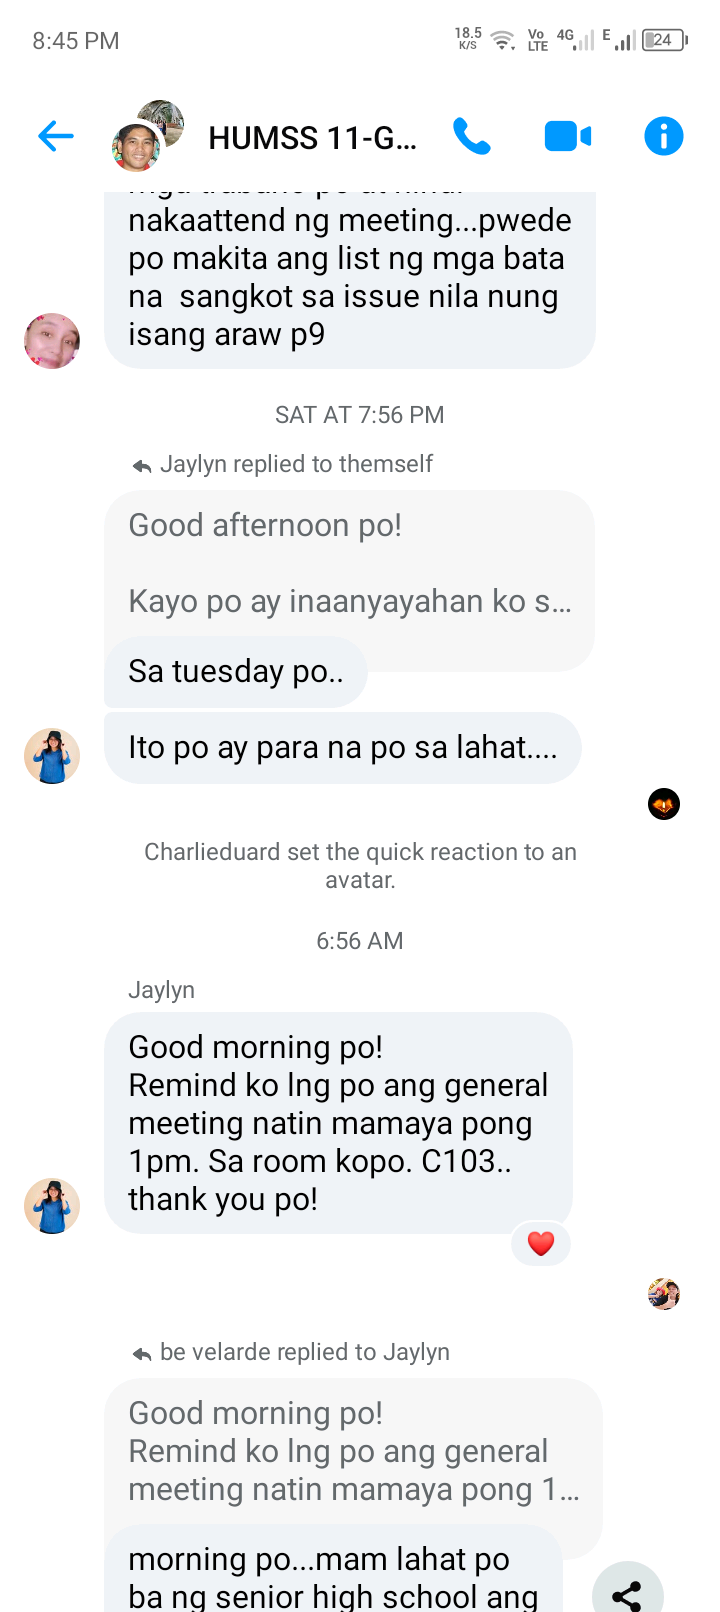 8:45 PM
18.5 K/S
Vo LTE
4G
E
24
HUMSS 11-G...
nakaattend ng meeting...pwede
po makita ang list ng mga bata
na  sangkot sa issue nila nung
isang araw p9
SAT AT 7:56 PM
Jaylyn replied to themself
Good afternoon po!
Kayo po ay inaanyayahan ko s...
Sa tuesday po..
Ito po ay para na po sa lahat....
Charlieduard set the quick reaction to an
avatar.
6:56 AM
Jaylyn
Good morning po!
Remind ko lng po ang general
meeting natin mamaya pong
1pm. Sa room kopo. C103..
thank you po!
be velarde replied to Jaylyn
Good morning po!
Remind ko lng po ang general
meeting natin mamaya pong 1...
morning po...mam lahat po
ba ng senior high school ang